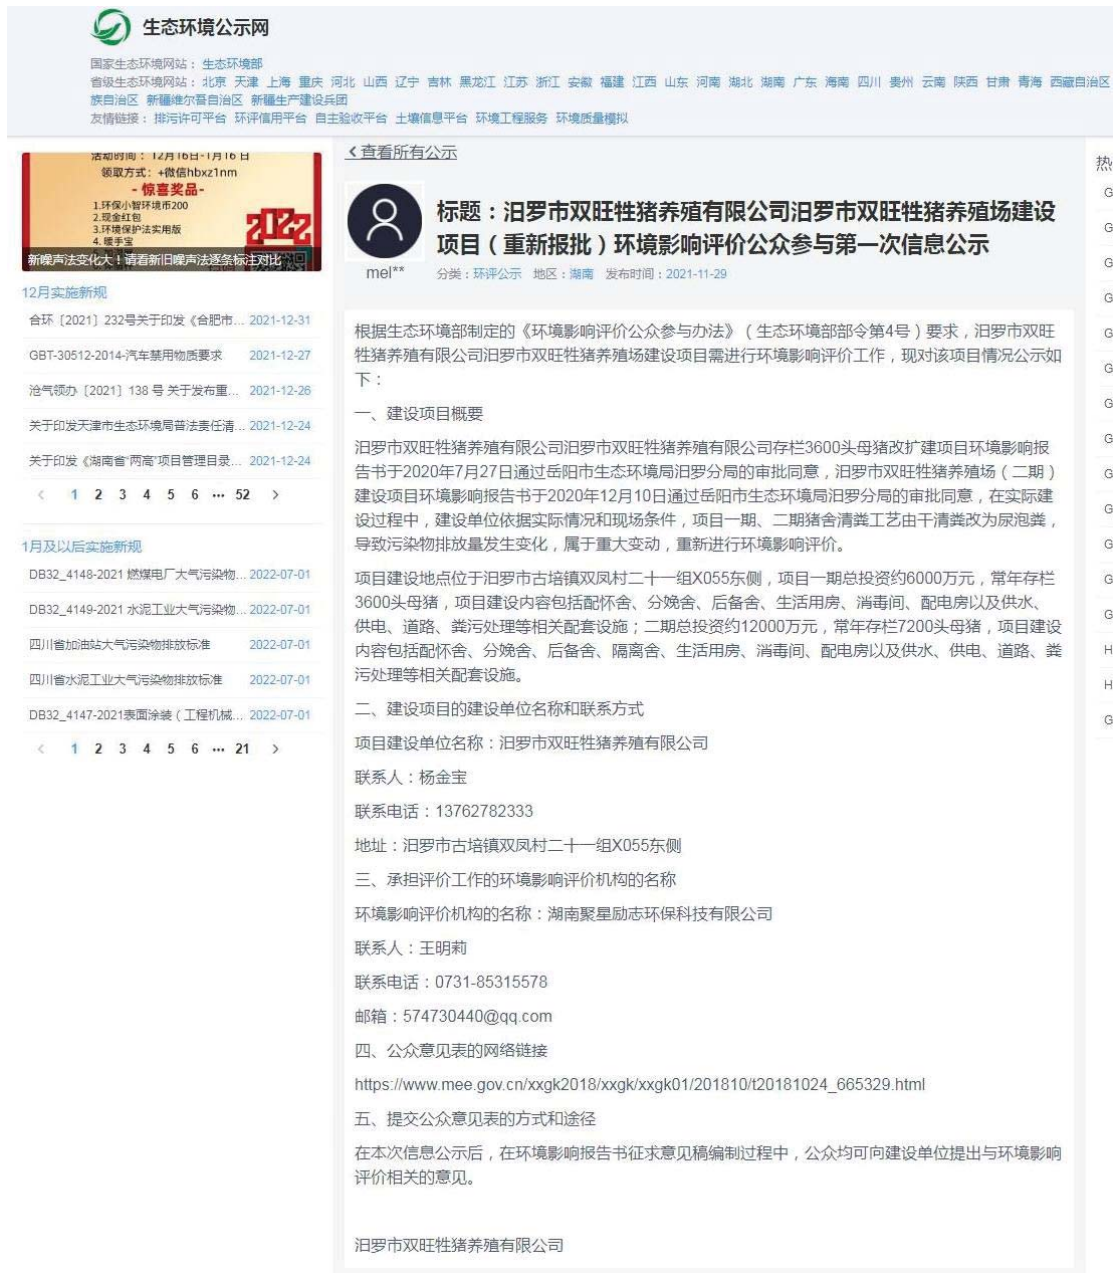 生态环境公示网
国家生态环境网站： 生态环境部
省级生态环境网站： 北京 天津 上海 重庆 河北 山西 辽宁 吉林 黑龙江 江苏 浙江 安徽 福建 江西 山东 河南 湖北 湖南 广东 海南 四川 贵州 云南 陕西 甘肃 青海 西藏自治区
族自治区 新疆维尔吾自治区 新疆生产建设兵团
友情链接： 排污许可平台 环评信用平台 自主验收平台 土壤信息平台 环境工程服务 环境质量模拟
活动时间：12月16日-1月16日
领取方式：+微信hbxz1nm
- 惊喜奖品-
1.环保小智环境币200
2.现金红包
3.环境保护法实用版
4. 暖手宝
2022
新噪声法变化大！请看新旧噪声法逐条标注对比
12月实施新规
合环〔2021〕232号关于印发《合肥市... 2021-12-31
GBT-30512-2014-汽车禁用物质要求 2021-12-27
沧气领办〔2021〕138 号 关于发布重... 2021-12-26
关于印发天津市生态环境局普法责任清... 2021-12-24
关于印发《湖南省“两高”项目管理目录... 2021-12-24
< 1 2 3 4 5 6 ··· 52 >
1月及以后实施新规
DB32_4148-2021 燃煤电厂大气污染物... 2022-07-01
DB32_4149-2021 水泥工业大气污染物... 2022-07-01
四川省加油站大气污染物排放标准 2022-07-01
四川省水泥工业大气污染物排放标准 2022-07-01
DB32_4147-2021表面涂装（工程机械... 2022-07-01
< 1 2 3 4 5 6 ··· 21 >
<查看所有公示
mel**
标题：汨罗市双旺牲猪养殖有限公司汨罗市双旺牲猪养殖场建设
项目（重新报批）环境影响评价公众参与第一次信息公示
分类：环评公示 地区：湖南 发布时间：2021-11-29
根据生态环境部制定的《环境影响评价公众参与办法》（生态环境部部令第4号）要求，汨罗市双旺
牲猪养殖有限公司汨罗市双旺牲猪养殖场建设项目需进行环境影响评价工作，现对该项目情况公示如
下：
一、建设项目概要
汨罗市双旺牲猪养殖有限公司汨罗市双旺牲猪养殖有限公司存栏3600头母猪改扩建项目环境影响报
告书于2020年7月27日通过岳阳市生态环境局汨罗分局的审批同意，汨罗市双旺牲猪养殖场（二期）
建设项目环境影响报告书于2020年12月10日通过岳阳市生态环境局汨罗分局的审批同意，在实际建
设过程中，建设单位依据实际情况和现场条件，项目一期、二期猪舍清粪工艺由干清粪改为尿泡粪，
导致污染物排放量发生变化，属于重大变动，重新进行环境影响评价。
项目建设地点位于汨罗市古培镇双凤村二十一组X055东侧，项目一期总投资约6000万元，常年存栏
3600头母猪，项目建设内容包括配怀舍、分娩舍、后备舍、生活用房、消毒间、配电房以及供水、
供电、道路、粪污处理等相关配套设施；二期总投资约12000万元，常年存栏7200头母猪，项目建设
内容包括配怀舍、分娩舍、后备舍、隔离舍、生活用房、消毒间、配电房以及供水、供电、道路、粪
污处理等相关配套设施。
二、建设项目的建设单位名称和联系方式
项目建设单位名称：汨罗市双旺牲猪养殖有限公司
联系人：杨金宝
联系电话：13762782333
地址：汨罗市古培镇双凤村二十一组X055东侧
三、承担评价工作的环境影响评价机构的名称
环境影响评价机构的名称：湖南聚星励志环保科技有限公司
联系人：王明莉
联系电话：0731-85315578
邮箱：574730440@qq.com
四、公众意见表的网络链接
https://www.mee.gov.cn/xxgk2018/xxgk/xxgk01/201810/t20181024_665329.html
五、提交公众意见表的方式和途径
在本次信息公示后，在环境影响报告书征求意见稿编制过程中，公众均可向建设单位提出与环境影响
评价相关的意见。
汨罗市双旺牲猪养殖有限公司
热
G
G
G
G
G
G
G
G
G
G
G
G
G
H
H
G